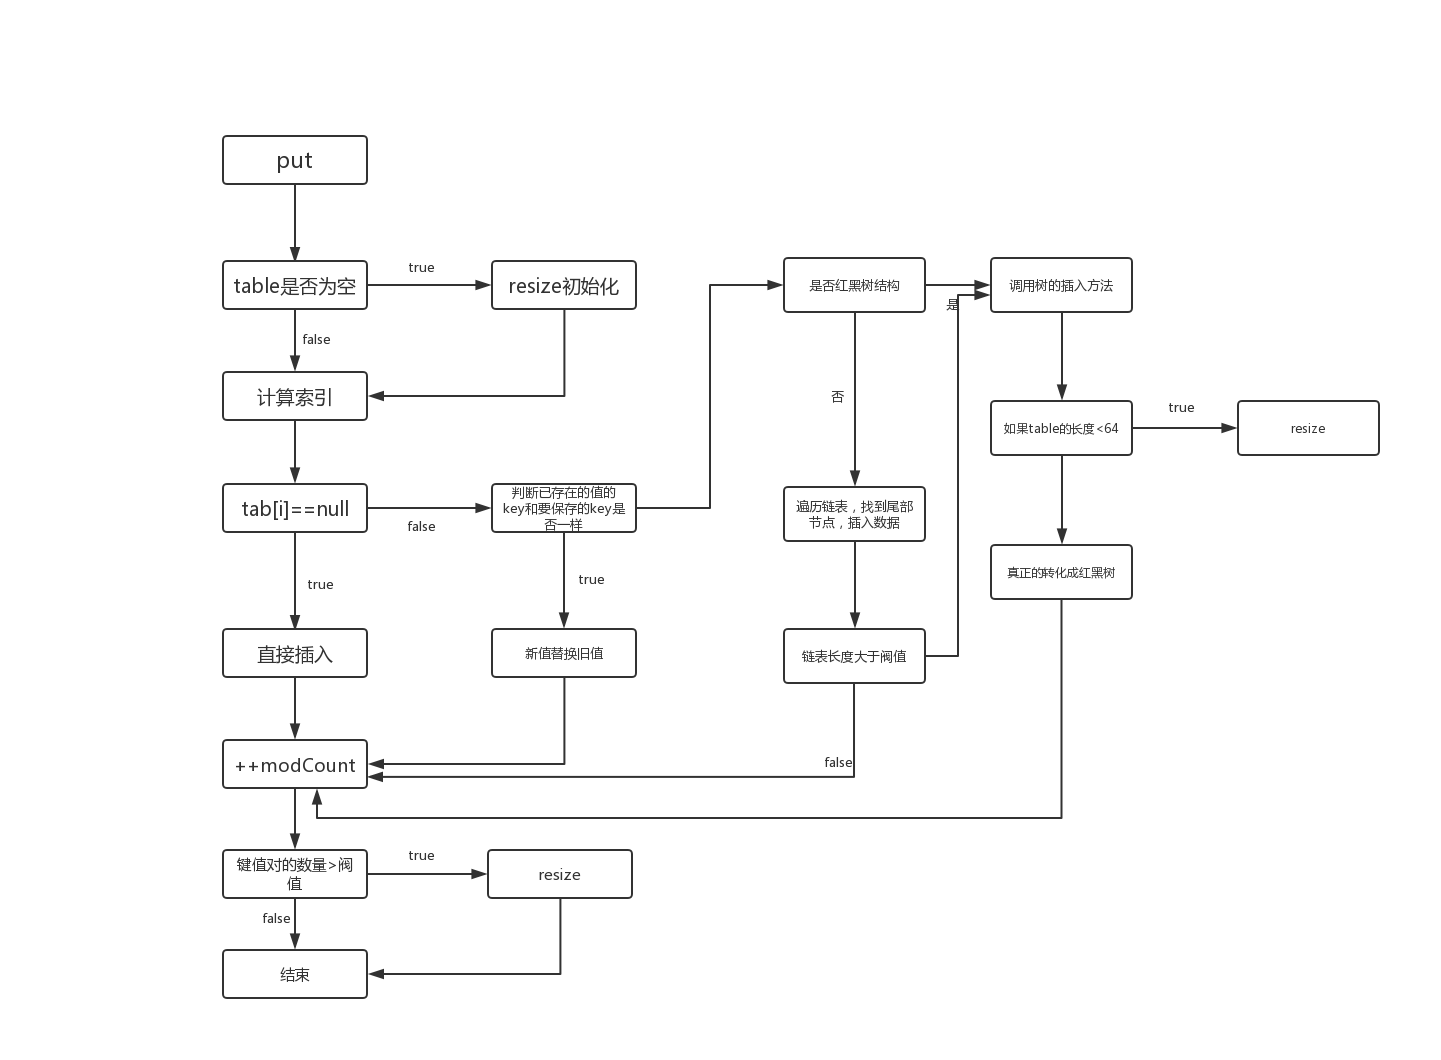 put
table是否为空
true
resize初始化
false
计算索引
tab[i]==null
false
判断已存在的值的
key和要保存的key是
否一样
true
true
直接插入
新值替换旧值
++modCount
键值对的数量>阀
值
true
resize
false
结束
是否红黑树结构
是
调用树的插入方法
否
如果table的长度<64
true
resize
遍历链表，找到尾部
节点，插入数据
真正的转化成红黑树
链表长度大于阀值
false